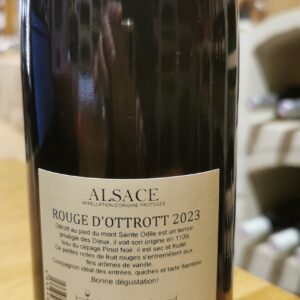 ALSACE
APPELLATION D'ORIGINE PROTÉGÉE
ROUGE D'OTTROTT 2023
Ottrott au pied du mont Sainte Odile est un terroir
privilégié des Dieux, il voit son origine en 1109.
Issu du cépage Pinot Noir, il est sec et fruité.
De petites notes de fruit rouges s'entremêlent aux
fins arômes de vanille.
Compagnon idéal des entrées, quiches et tarte flambée
Bonne dégustation!